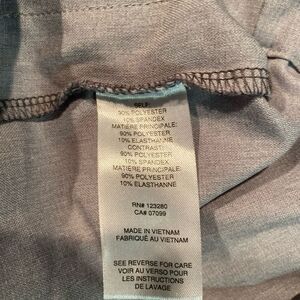 SELF:
90% POLYESTER
10% SPANDEX
MATIÈRE PRINCIPALE:
90% POLYESTER
10% ELASTHANNE
CONTRAST:
90% POLYESTER
10% SPANDEX
MATIÈRE PRINCIPALE:
90% POLYESTER
10% ÉLASTHANNE
RN# 123280
CA# 07099
MADE IN VIETNAM
FABRIQUÉ AU VIETNAM
SEE REVERSE FOR CARE
VOIR AU VERSO POUR
LES INSTRUCTIONS
DE LAVAGE